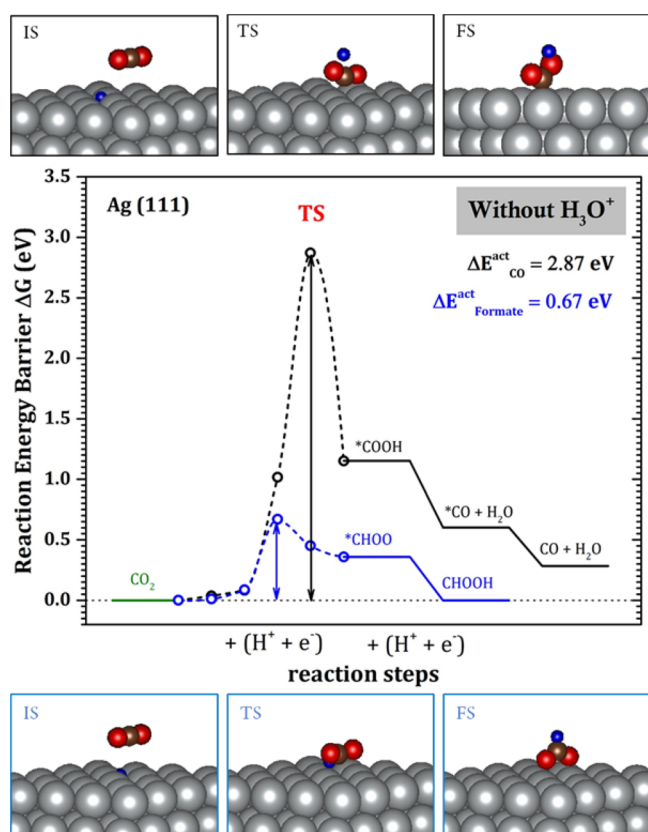 IS
TS
FS
Ag (111)
TS
Without H₃O⁺
ΔEᵃᶜᵗ_CO = 2.87 eV
ΔEᵃᶜᵗ_Formate = 0.67 eV
Reaction Energy Barrier ΔG (eV)
3.5
3.0
2.5
2.0
1.5
1.0
0.5
0.0
*COOH
*CO + H₂O
CO + H₂O
*CHOO
CHOOH
CO₂
+ (H⁺ + e⁻)
+ (H⁺ + e⁻)
reaction steps
IS
TS
FS